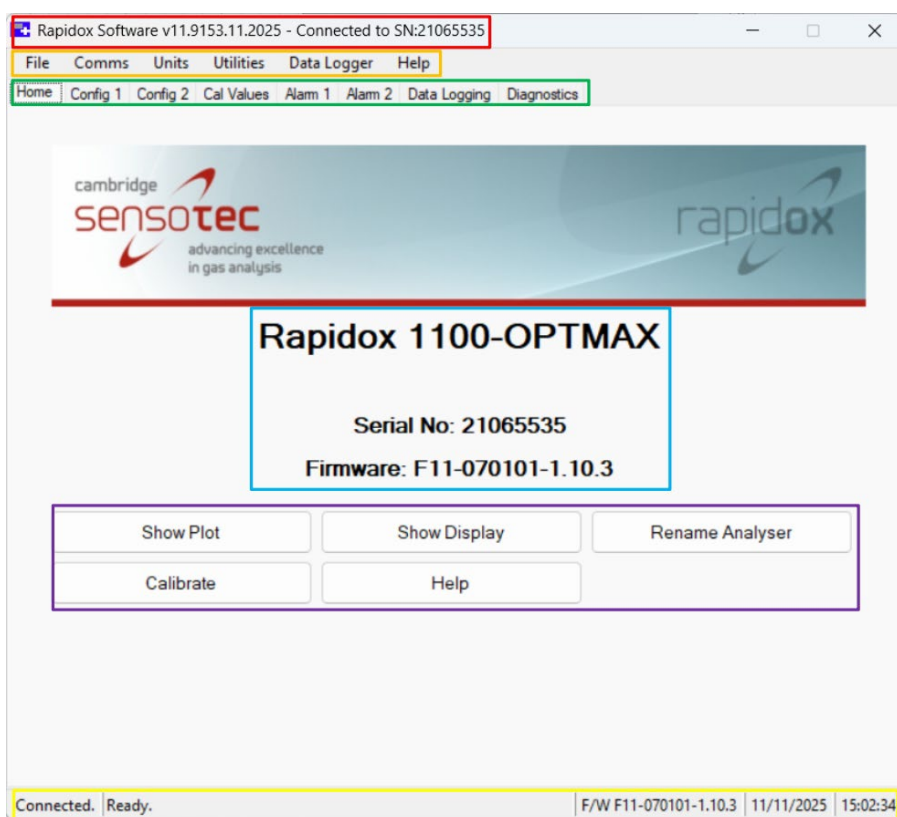 Rapidox Software v11.9153.11.2025 - Connected to SN:21065535
File Comms Units Utilities Data Logger Help
Home Config 1 Config 2 Cal Values Alarm 1 Alarm 2 Data Logging Diagnostics
cambridge
sensotec
advancing excellence
in gas analysis
rapidox
Rapidox 1100-OPTMAX
Serial No: 21065535
Firmware: F11-070101-1.10.3
Show Plot Show Display Rename Analyser
Calibrate Help
Connected. Ready. F/W F11-070101-1.10.3 11/11/2025 15:02:34